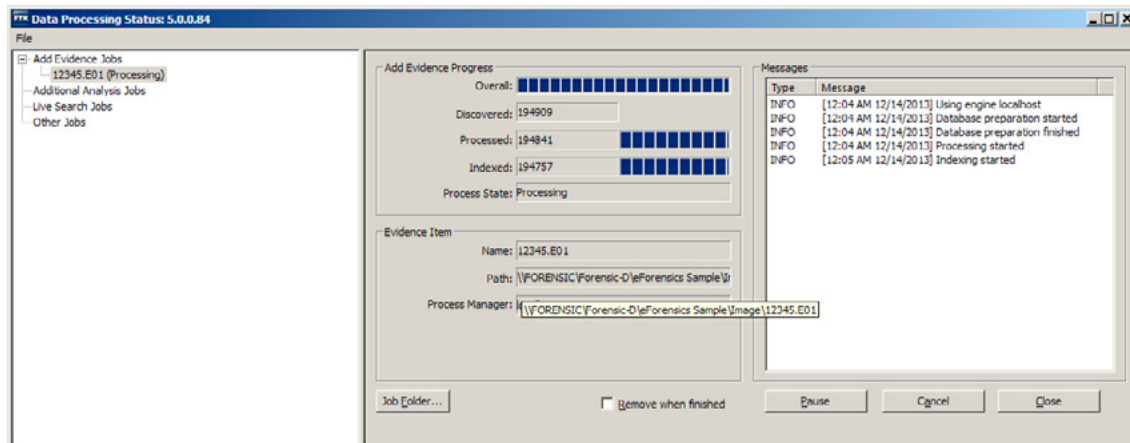 FTK Data Processing Status: 5.0.0.84
File
Add Evidence Jobs
12345.E01 (Processing)
Additional Analysis Jobs
Live Search Jobs
Other Jobs
Add Evidence Progress
Overall:
Discovered: 194909
Processed: 194841
Indexed: 194757
Process State: Processing
Evidence Item
Name: 12345.E01
Path: \\FORENSIC\Forensic-D\eForensics Sample\
Process Manager:
\\FORENSIC\Forensic-D\eForensics Sample\Image\12345.E01
Job Folder...
Remove when finished
Messages
Type Message
INFO [12:04 AM 12/14/2013] Using engine localhost
INFO [12:04 AM 12/14/2013] Database preparation started
INFO [12:04 AM 12/14/2013] Database preparation finished
INFO [12:04 AM 12/14/2013] Processing started
INFO [12:05 AM 12/14/2013] Indexing started
Pause
Cancel
Close